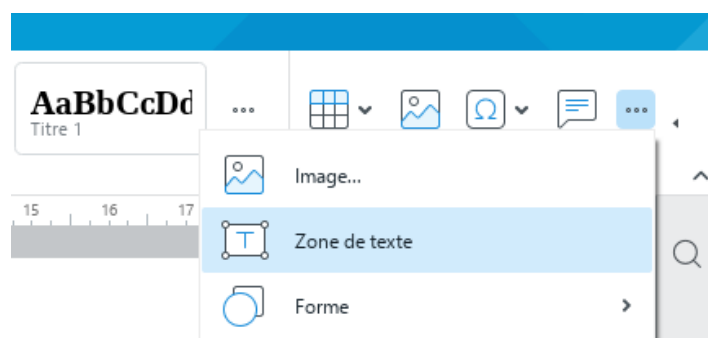 AaBbCcDd
Titre 1
Image...
15 16 17
Zone de texte
Forme